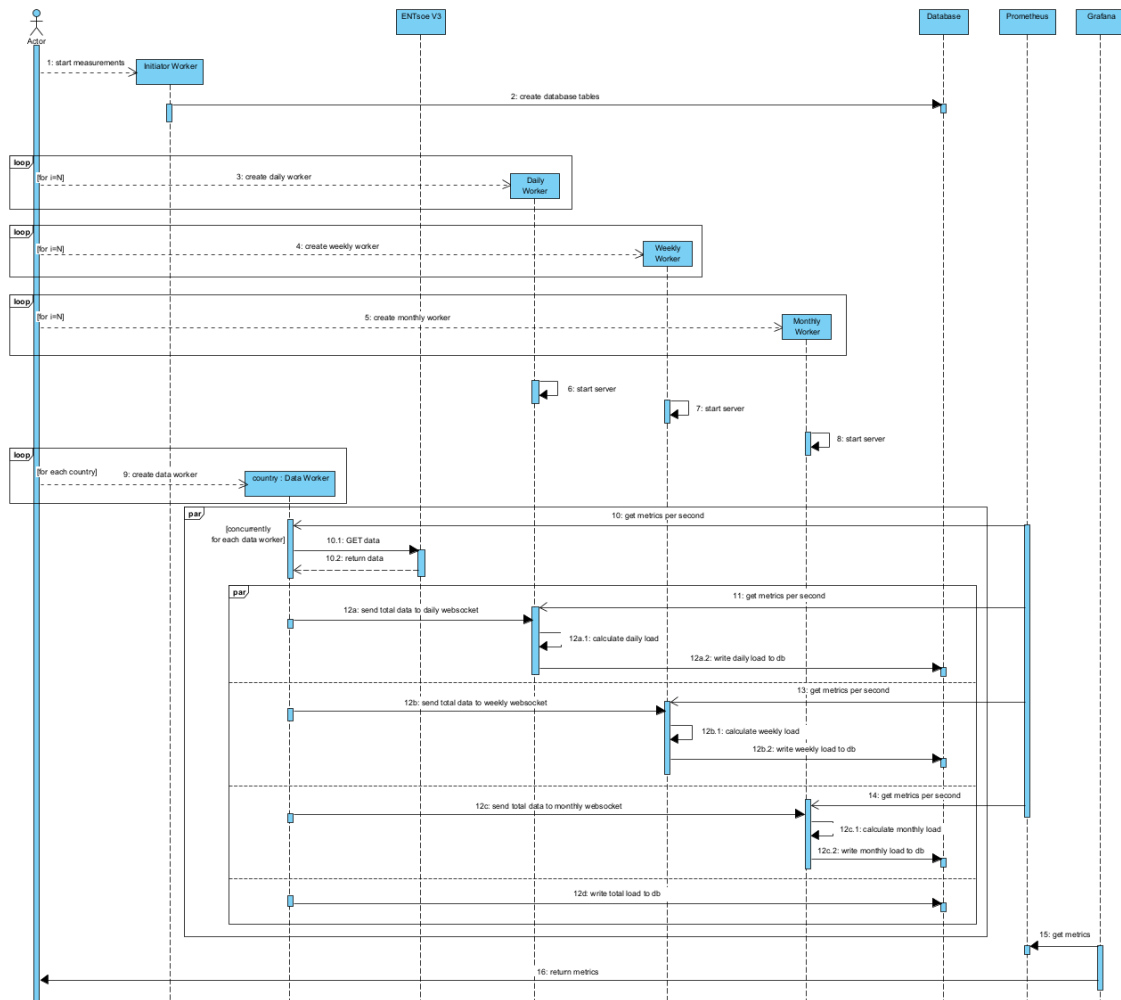 ENTsoe V3
Database
Prometheus
Grafana
Actor
1: start measurements
Initiator Worker
2: create database tables
loop
[for i=N]
3: create daily worker
Daily
Worker
loop
[for i=N]
4: create weekly worker
Weekly
Worker
loop
[for i=N]
5: create monthly worker
Monthly
Worker
6: start server
7: start server
8: start server
loop
[for each country]
9: create data worker
country : Data Worker
par
10: get metrics per second
[concurrently
for each data worker]
10.1: GET data
10.2: return data
par
11: get metrics per second
12a: send total data to daily websocket
12a.1: calculate daily load
12a.2: write daily load to db
13: get metrics per second
12b: send total data to weekly websocket
12b.1: calculate weekly load
12b.2: write weekly load to db
14: get metrics per second
12c: send total data to monthly websocket
12c.1: calculate monthly load
12c.2: write monthly load to db
12d: write total load to db
15: get metrics
16: return metrics